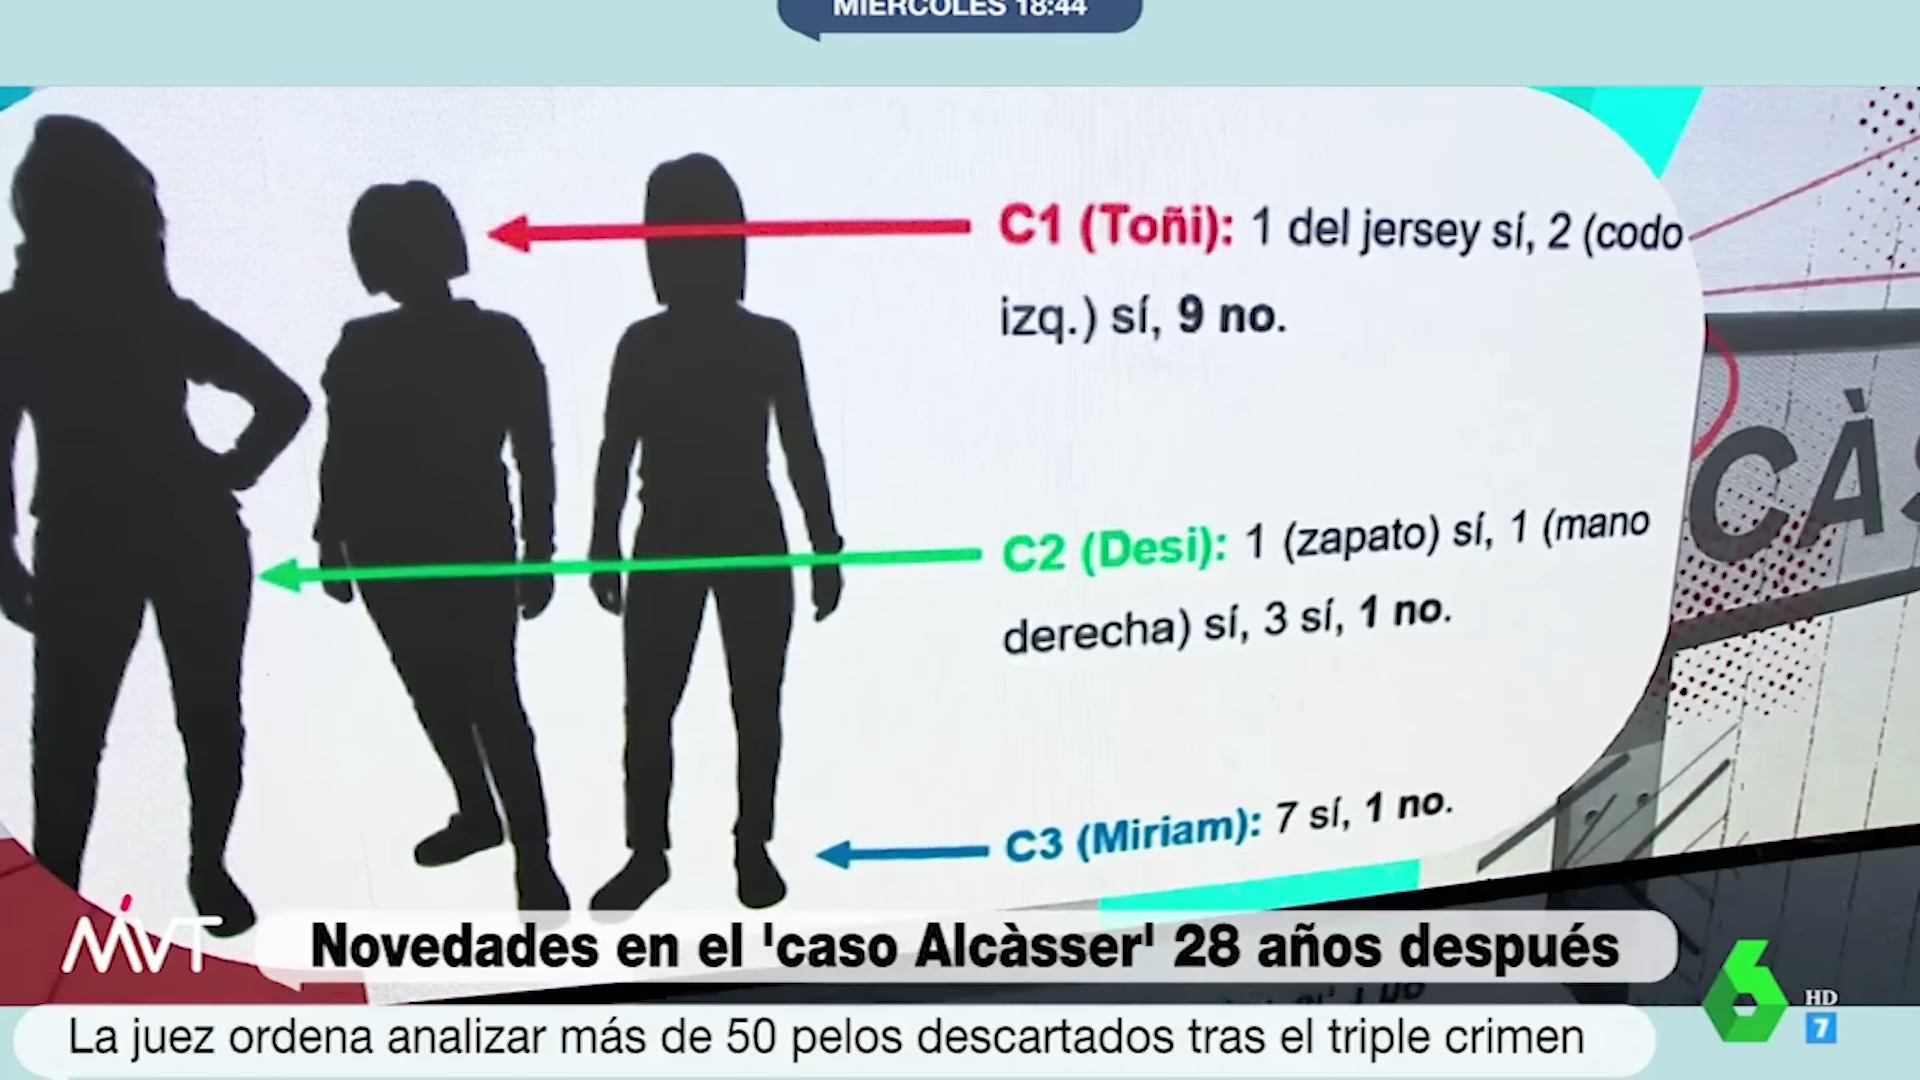 MIÉRCOLES 18:44
C1 (Toñi): 1 del jersey sí, 2 (codo
izq.) sí, 9 no.
CÀS
C2 (Desi): 1 (zapato) sí, 1 (mano
derecha) sí, 3 sí, 1 no.
C3 (Miriam): 7 sí, 1 no.
MVT
Novedades en el 'caso Alcàsser' 28 años después
La juez ordena analizar más de 50 pelos descartados tras el triple crimen
6
HD
7